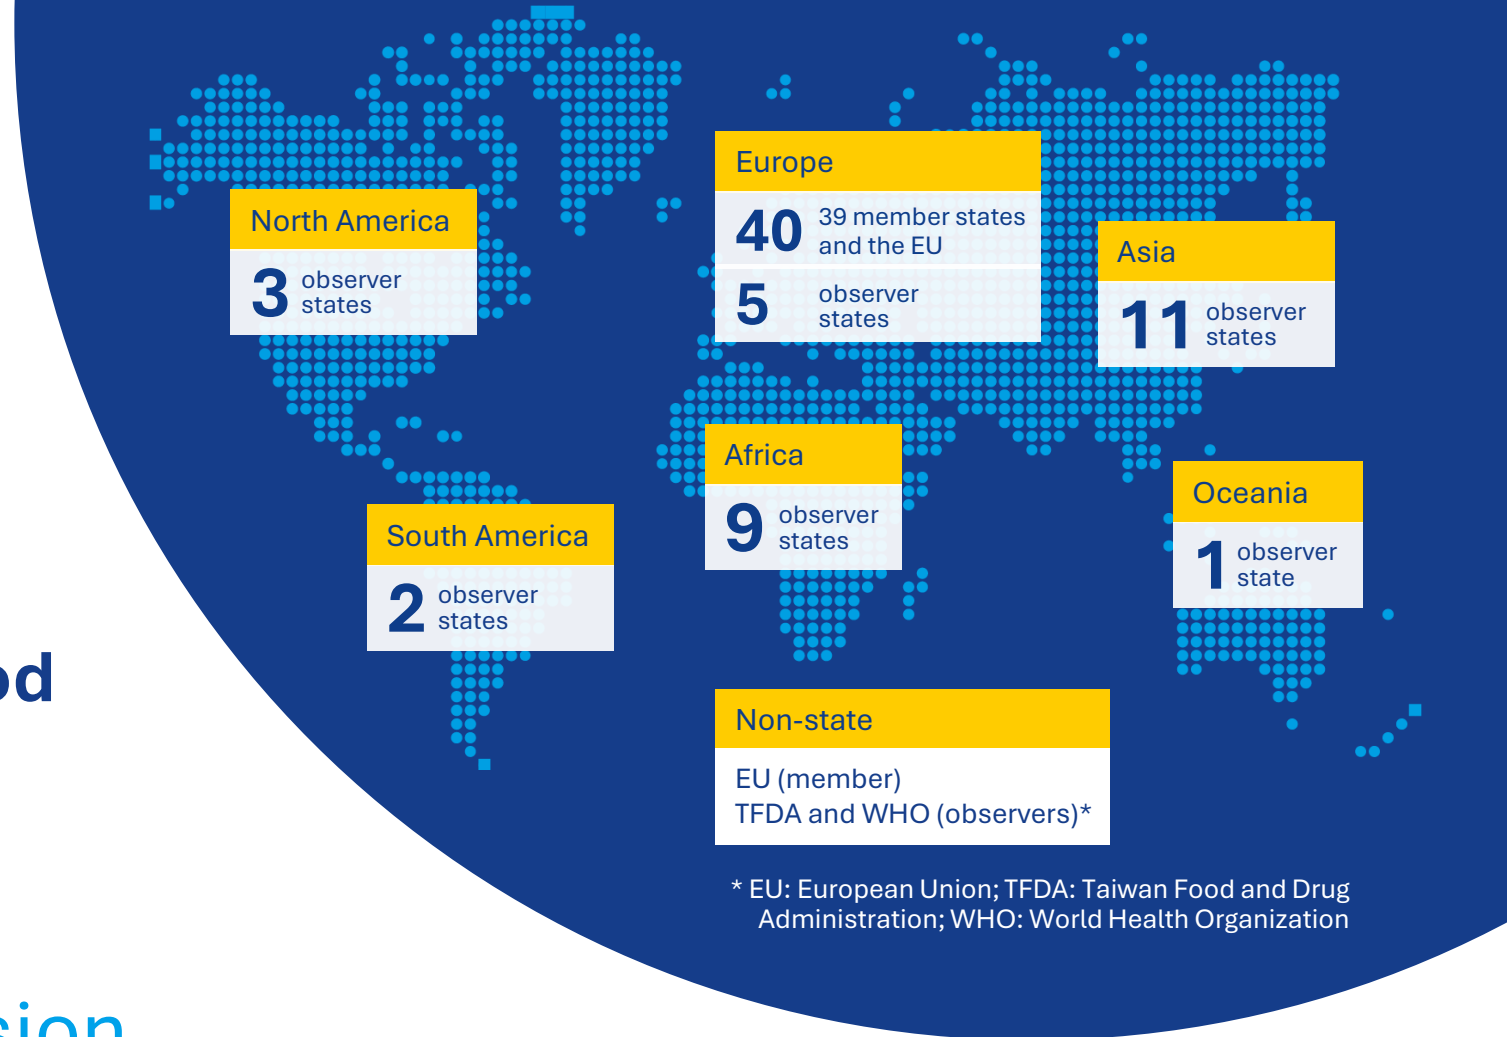 Europe
40 39 member states
and the EU
5 observer
states
North America
3 observer
states
Asia
11 observer
states
Africa
9 observer
states
Oceania
1 observer
state
South America
2 observer
states
Non-state
EU (member)
TFDA and WHO (observers)*
* EU: European Union; TFDA: Taiwan Food and Drug
Administration; WHO: World Health Organization